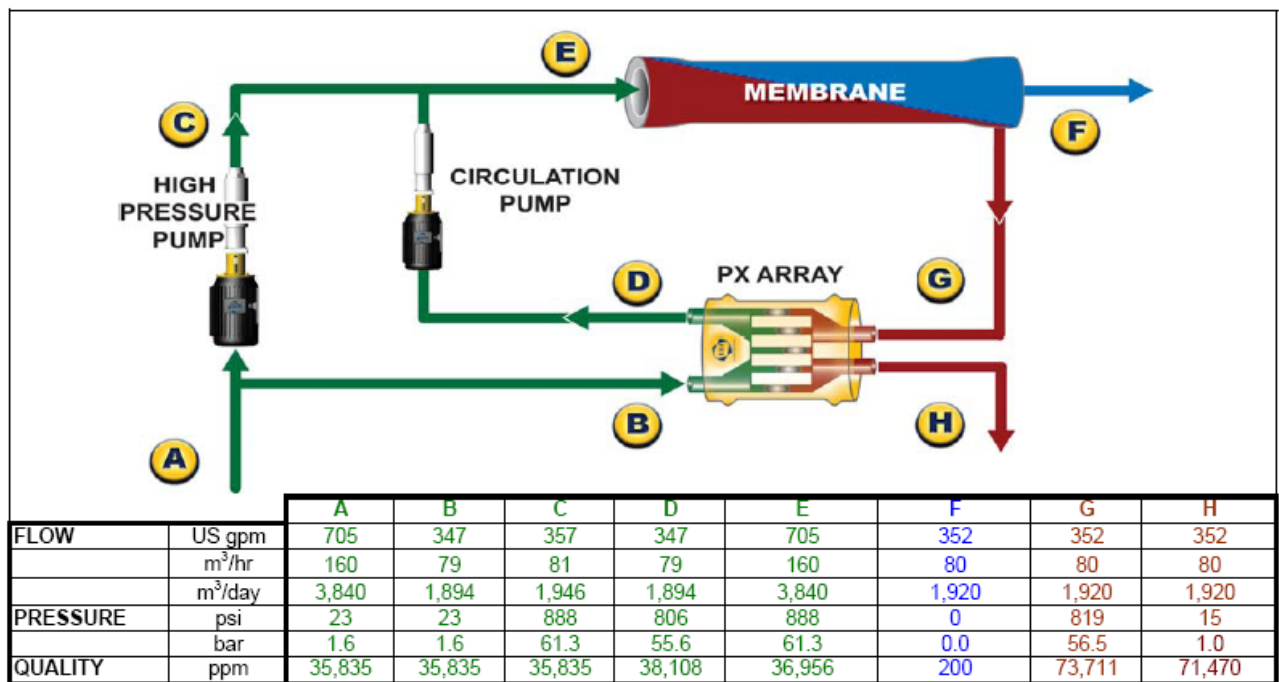 E
MEMBRANE
C
F
HIGH
PRESSURE
PUMP
CIRCULATION
PUMP
D
PX ARRAY
G
B
H
A
A B C D E F G H
FLOW US gpm 705 347 357 347 705 352 352 352
m³/hr 160 79 81 79 160 80 80 80
m³/day 3,840 1,894 1,946 1,894 3,840 1,920 1,920 1,920
PRESSURE psi 23 23 888 806 888 0 819 15
bar 1.6 1.6 61.3 55.6 61.3 0.0 56.5 1.0
QUALITY ppm 35,835 35,835 35,835 38,108 36,956 200 73,711 71,470